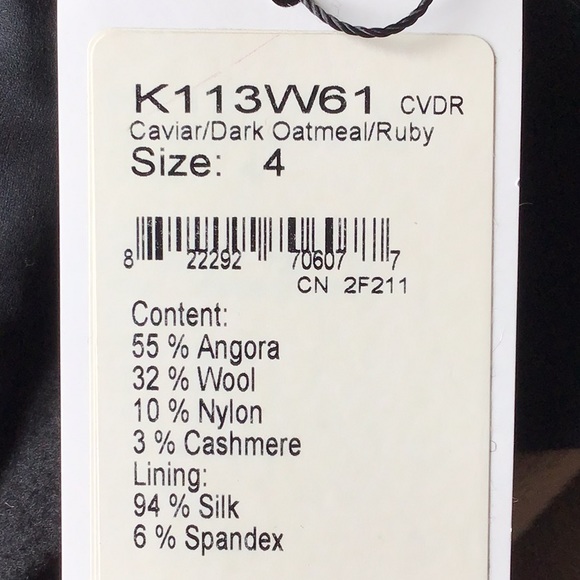 K113W61 CVDR
Caviar/Dark Oatmeal/Ruby
Size: 4
8 22292 70607 7
CN 2F211
Content:
55 % Angora
32 % Wool
10 % Nylon
3 % Cashmere
Lining:
94 % Silk
6 % Spandex